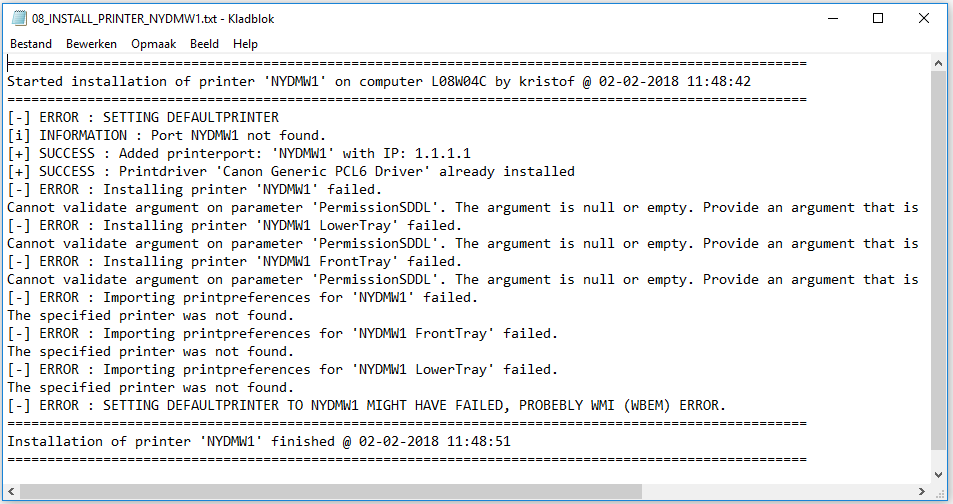 08_INSTALL_PRINTER_NYDMW1.txt - Kladblok
Bestand Bewerken Opmaak Beeld Help
====================================================================================================
Started installation of printer 'NYDMW1' on computer L08W04C by kristof @ 02-02-2018 11:48:42
====================================================================================================
[-] ERROR : SETTING DEFAULTPRINTER
[i] INFORMATION : Port NYDMW1 not found.
[+] SUCCESS : Added printerport: 'NYDMW1' with IP: 1.1.1.1
[+] SUCCESS : Printdriver 'Canon Generic PCL6 Driver' already installed
[-] ERROR : Installing printer 'NYDMW1' failed.
Cannot validate argument on parameter 'PermissionSDDL'. The argument is null or empty. Provide an argument that is
[-] ERROR : Installing printer 'NYDMW1 LowerTray' failed.
Cannot validate argument on parameter 'PermissionSDDL'. The argument is null or empty. Provide an argument that is
[-] ERROR : Installing printer 'NYDMW1 FrontTray' failed.
Cannot validate argument on parameter 'PermissionSDDL'. The argument is null or empty. Provide an argument that is
[-] ERROR : Importing printpreferences for 'NYDMW1' failed.
The specified printer was not found.
[-] ERROR : Importing printpreferences for 'NYDMW1 FrontTray' failed.
The specified printer was not found.
[-] ERROR : Importing printpreferences for 'NYDMW1 LowerTray' failed.
The specified printer was not found.
[-] ERROR : SETTING DEFAULTPRINTER TO NYDMW1 MIGHT HAVE FAILED, PROBEBLY WMI (WBEM) ERROR.
====================================================================================================
Installation of printer 'NYDMW1' finished @ 02-02-2018 11:48:51
====================================================================================================